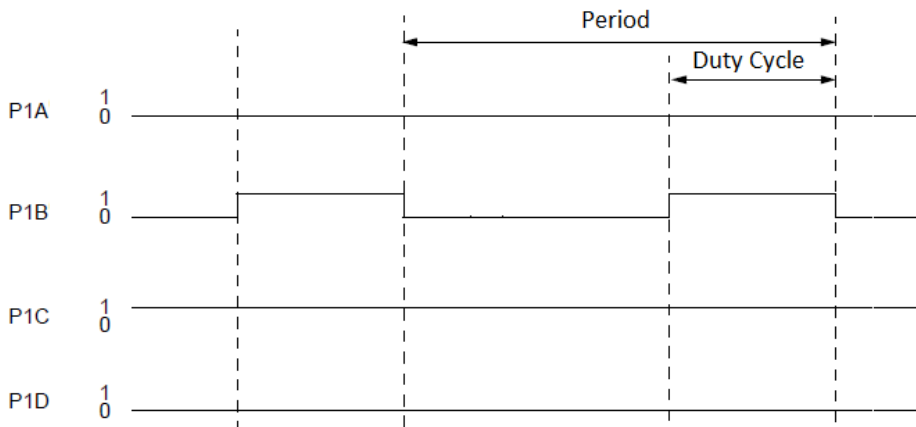 Period
Duty Cycle
P1A 1
0
P1B 1
0
P1C 1
0
P1D 1
0